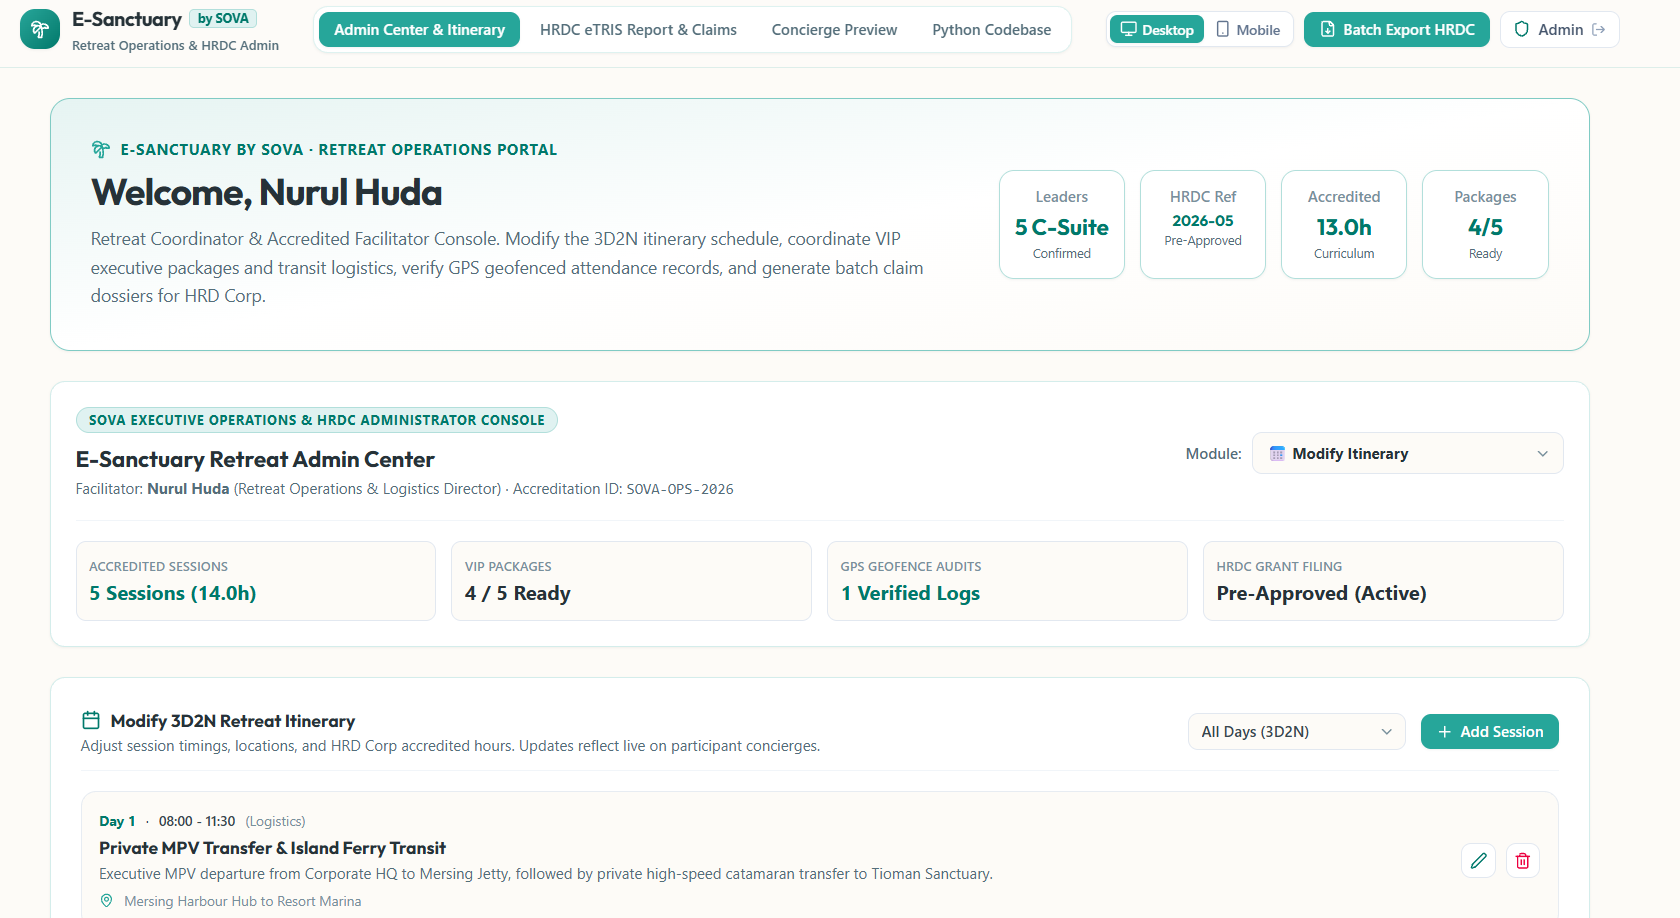 E-Sanctuary by SOVA
Retreat Operations & HRDC Admin
Admin Center & Itinerary
HRDC eTRIS Report & Claims
Concierge Preview
Python Codebase
Desktop
Mobile
Batch Export HRDC
Admin
E-SANCTUARY BY SOVA · RETREAT OPERATIONS PORTAL
Welcome, Nurul Huda
Retreat Coordinator & Accredited Facilitator Console. Modify the 3D2N itinerary schedule, coordinate VIP
executive packages and transit logistics, verify GPS geofenced attendance records, and generate batch claim
dossiers for HRD Corp.
Leaders
5 C-Suite
Confirmed
HRDC Ref
2026-05
Pre-Approved
Accredited
13.0h
Curriculum
Packages
4/5
Ready
SOVA EXECUTIVE OPERATIONS & HRDC ADMINISTRATOR CONSOLE
E-Sanctuary Retreat Admin Center
Facilitator: Nurul Huda (Retreat Operations & Logistics Director) · Accreditation ID: SOVA-OPS-2026
Module:
Modify Itinerary
ACCREDITED SESSIONS
5 Sessions (14.0h)
VIP PACKAGES
4 / 5 Ready
GPS GEOFENCE AUDITS
1 Verified Logs
HRDC GRANT FILING
Pre-Approved (Active)
Modify 3D2N Retreat Itinerary
Adjust session timings, locations, and HRD Corp accredited hours. Updates reflect live on participant concierges.
All Days (3D2N)
+ Add Session
Day 1 · 08:00 - 11:30 (Logistics)
Private MPV Transfer & Island Ferry Transit
Executive MPV departure from Corporate HQ to Mersing Jetty, followed by private high-speed catamaran transfer to Tioman Sanctuary.
Mersing Harbour Hub to Resort Marina